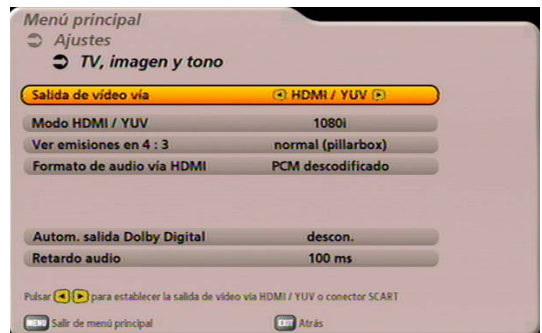 Menú principal
Ajustes
TV, imagen y tono
Salida de vídeo vía HDMI / YUV
Modo HDMI / YUV 1080i
Ver emisiones en 4 : 3 normal (pillarbox)
Formato de audio vía HDMI PCM descodificado
Autom. salida Dolby Digital descon.
Retardo audio 100 ms
Pulsar para establecer la salida de vídeo vía HDMI / YUV o conector SCART
Salir de menú principal Atrás